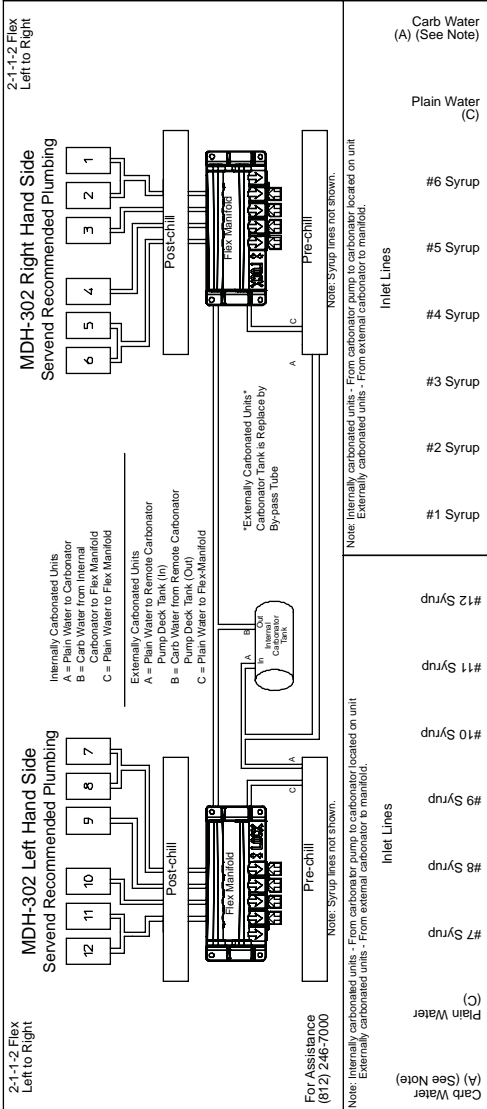 2-1-1-2 Flex
Left to Right
MDH-302 Left Hand Side
Servend Recommended Plumbing
12
11
10
9
8
7
Post-chill
Flex Manifold
LOCK
Pre-chill
Note: Syrup lines not shown.
For Assistance
(812) 246-7000
C
A
Internally Carbonated Units
A = Plain Water to Carbonator
B = Carb Water from Internal
Carbonator to Flex Manifold
C = Plain Water to Flex Manifold
Externally Carbonated Units
A = Plain Water to Remote Carbonator
Pump Deck Tank (In)
B = Carb Water from Remote Carbonator
Pump Deck Tank (Out)
C = Plain Water to Flex-Manifold
A
B
In
Out
Internal
Carbonator
Tank
*Externally Carbonated Units*
Carbonator Tank is Replace by
By-pass Tube
2-1-1-2 Flex
Left to Right
MDH-302 Right Hand Side
Servend Recommended Plumbing
6
5
4
3
2
1
Post-chill
Flex Manifold
LOCK
A
C
Pre-chill
Note: Syrup lines not shown.
Note: Internally carbonated units - From carbonator pump to carbonator located on unit
Externally carbonated units - From external carbonator to manifold.
Inlet Lines
Carb Water
(A) (See Note)
Plain Water
(C)
#7 Syrup
#8 Syrup
#9 Syrup
#10 Syrup
#11 Syrup
#12 Syrup
Note: Internally carbonated units - From carbonator pump to carbonator located on unit
Externally carbonated units - From external carbonator to manifold.
Inlet Lines
#1 Syrup
#2 Syrup
#3 Syrup
#4 Syrup
#5 Syrup
#6 Syrup
Plain Water
(C)
Carb Water
(A) (See Note)